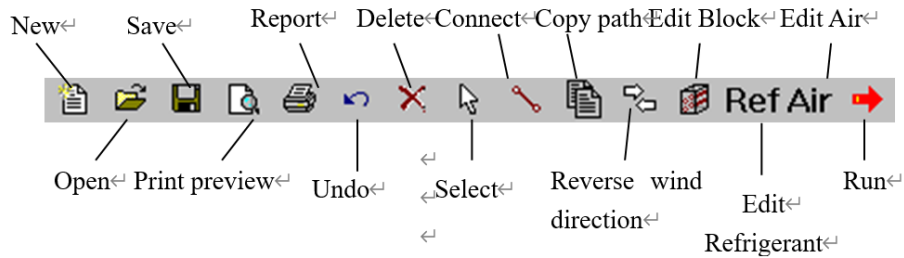 New Save Report Delete Connect Copy path Edit Block Edit Air
Ref Air
Open Print preview Undo Select Reverse wind direction Edit Refrigerant Run